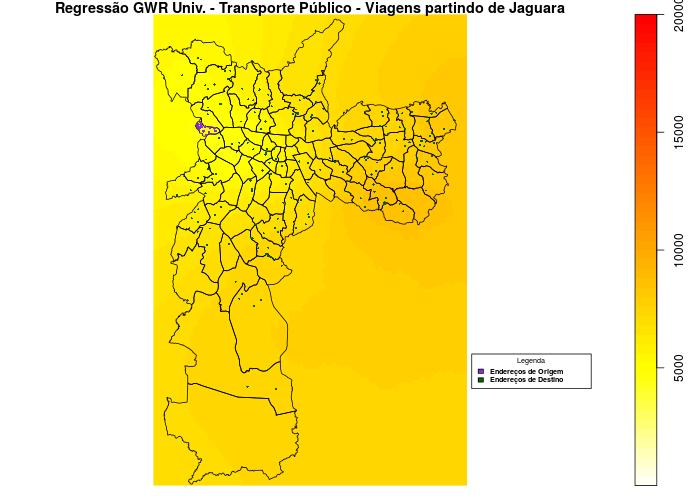 Regressão GWR Univ. - Transporte Público - Viagens partindo de Jaguara
20000
15000
10000
5000
Legenda
Endereços de Origem
Endereços de Destino